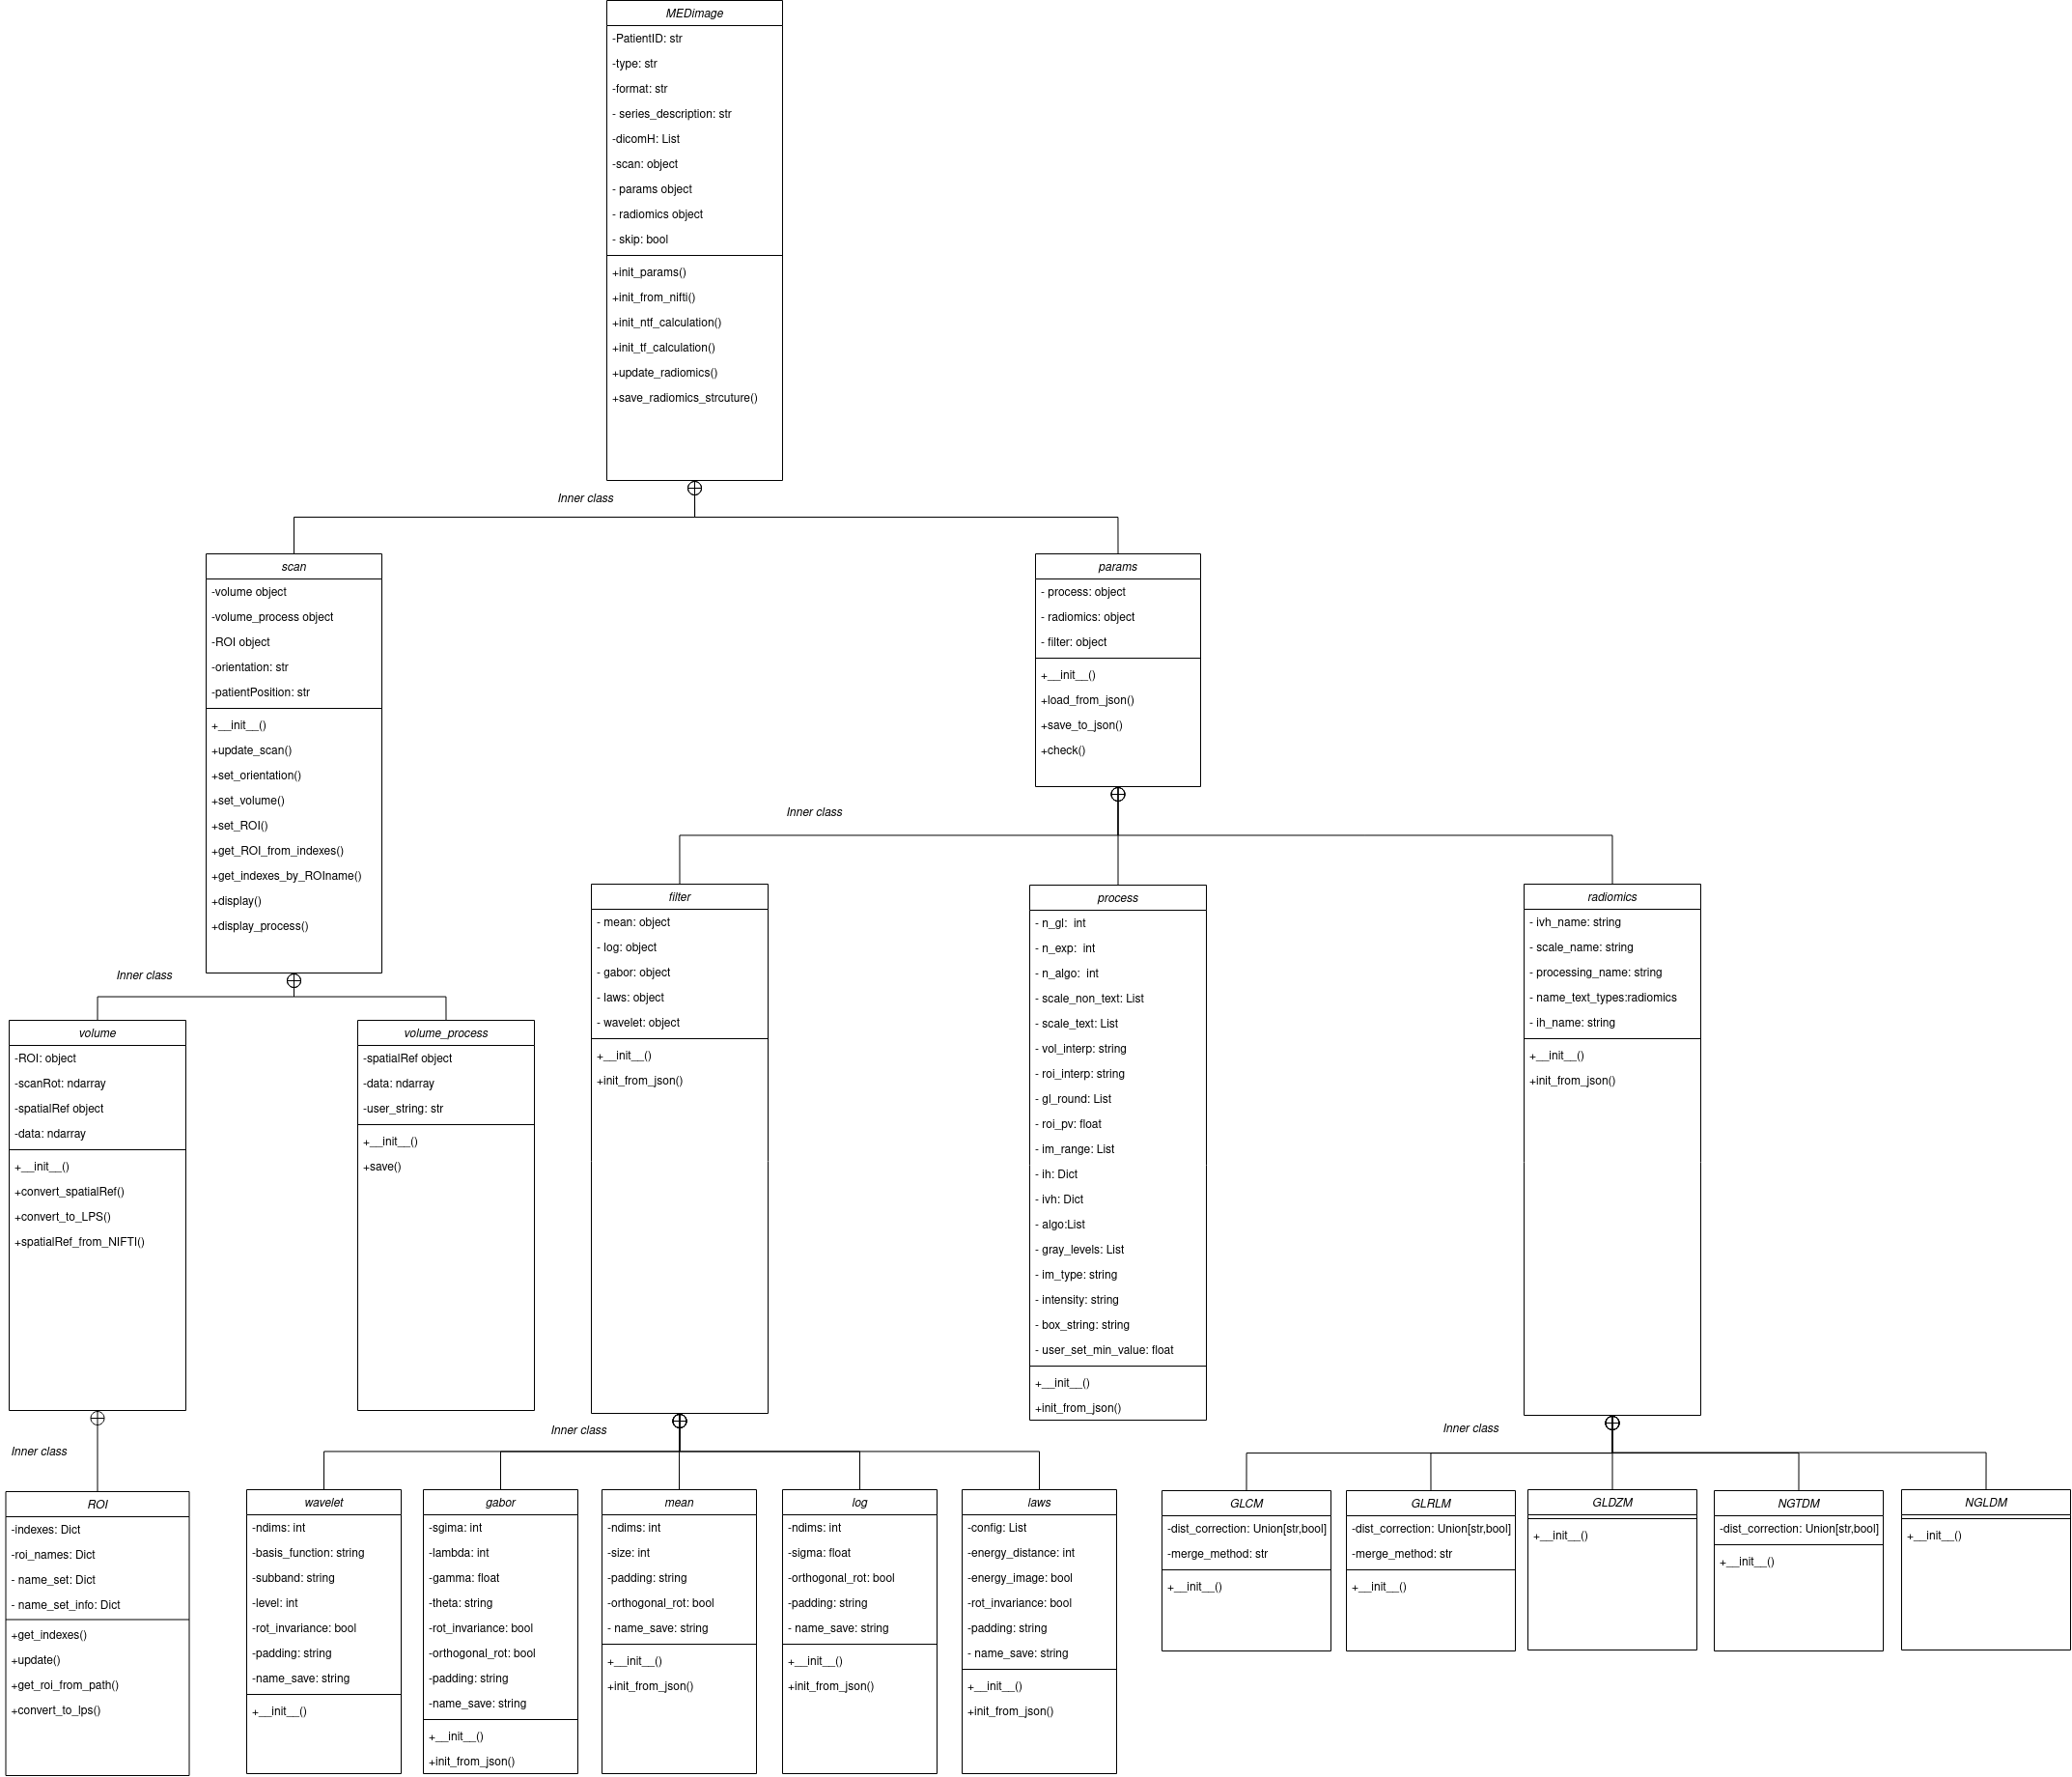 MEDimage
-PatientID: str
-type: str
-format: str
- series_description: str
-dicomH: List
-scan: object
- params object
- radiomics object
- skip: bool
+init_params()
+init_from_nifti()
+init_ntf_calculation()
+init_tf_calculation()
+update_radiomics()
+save_radiomics_strcuture()
Inner class
scan
-volume object
-volume_process object
-ROI object
-orientation: str
-patientPosition: str
+__init__()
+update_scan()
+set_orientation()
+set_volume()
+set_ROI()
+get_ROI_from_indexes()
+get_indexes_by_ROIname()
+display()
+display_process()
params
- process: object
- radiomics: object
- filter: object
+__init__()
+load_from_json()
+save_to_json()
+check()
Inner class
Inner class
volume
-ROI: object
-scanRot: ndarray
-spatialRef object
-data: ndarray
+__init__()
+convert_spatialRef()
+convert_to_LPS()
+spatialRef_from_NIFTI()
volume_process
-spatialRef object
-data: ndarray
-user_string: str
+__init__()
+save()
filter
- mean: object
- log: object
- gabor: object
- laws: object
- wavelet: object
+__init__()
+init_from_json()
process
- n_gl:  int
- n_exp:  int
- n_algo:  int
- scale_non_text: List
- scale_text: List
- vol_interp: string
- roi_interp: string
- gl_round: List
- roi_pv: float
- im_range: List
- ih: Dict
- ivh: Dict
- algo:List
- gray_levels: List
- im_type: string
- intensity: string
- box_string: string
- user_set_min_value: float
+__init__()
+init_from_json()
radiomics
- ivh_name: string
- scale_name: string
- processing_name: string
- name_text_types:radiomics
- ih_name: string
+__init__()
+init_from_json()
Inner class
Inner class
Inner class
ROI
-indexes: Dict
-roi_names: Dict
- name_set: Dict
- name_set_info: Dict
+get_indexes()
+update()
+get_roi_from_path()
+convert_to_lps()
wavelet
-ndims: int
-basis_function: string
-subband: string
-level: int
-rot_invariance: bool
-padding: string
-name_save: string
+__init__()
gabor
-sgima: int
-lambda: int
-gamma: float
-theta: string
-rot_invariance: bool
-orthogonal_rot: bool
-padding: string
-name_save: string
+__init__()
+init_from_json()
mean
-ndims: int
-size: int
-padding: string
-orthogonal_rot: bool
- name_save: string
+__init__()
+init_from_json()
log
-ndims: int
-sigma: float
-orthogonal_rot: bool
-padding: string
- name_save: string
+__init__()
+init_from_json()
laws
-config: List
-energy_distance: int
-energy_image: bool
-rot_invariance: bool
-padding: string
- name_save: string
+__init__()
+init_from_json()
GLCM
-dist_correction: Union[str,bool]
-merge_method: str
+__init__()
GLRLM
-dist_correction: Union[str,bool]
-merge_method: str
+__init__()
GLDZM
+__init__()
NGTDM
-dist_correction: Union[str,bool]
+__init__()
NGLDM
+__init__()